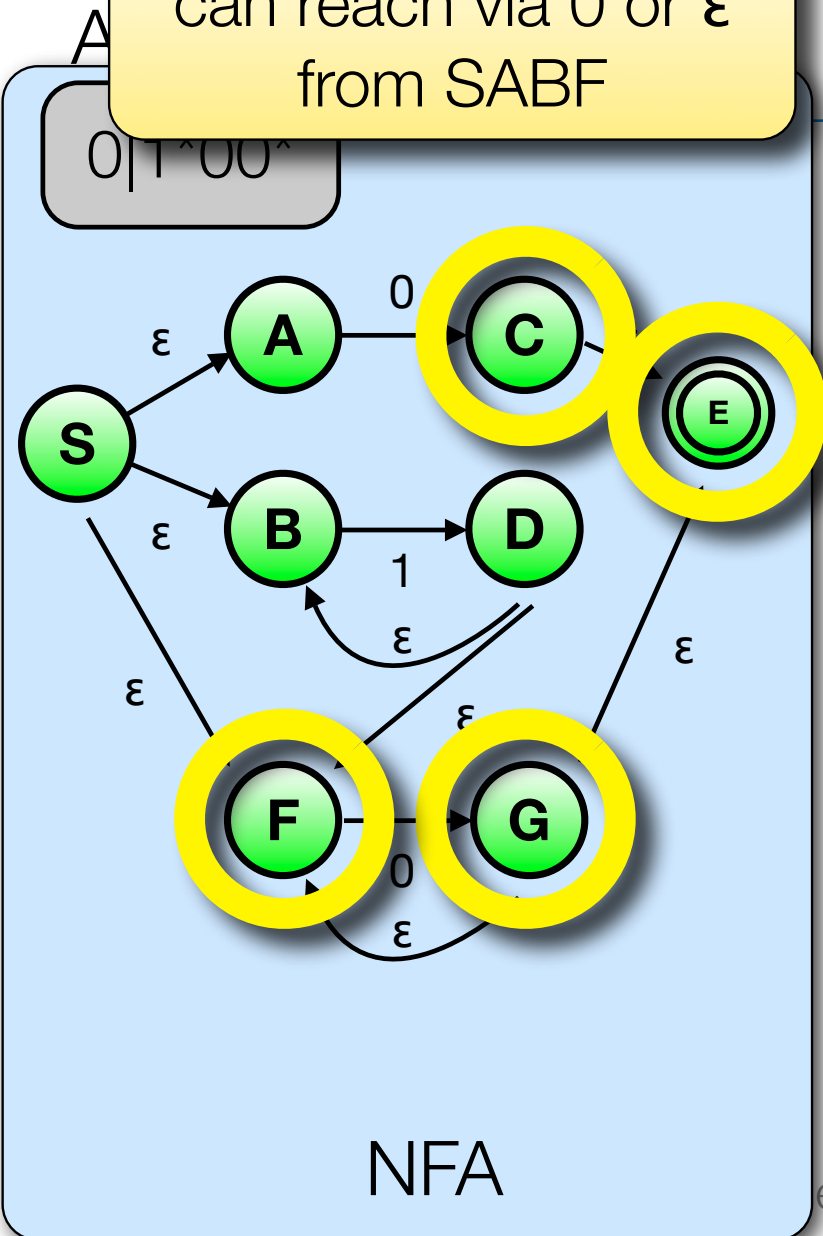 can reach via 0 or ε
from SABF
A
0|1*00*
0
ε
A
C
E
S
ε
B
D
1
ε
ε
ε
ε
F
G
0
ε
NFA